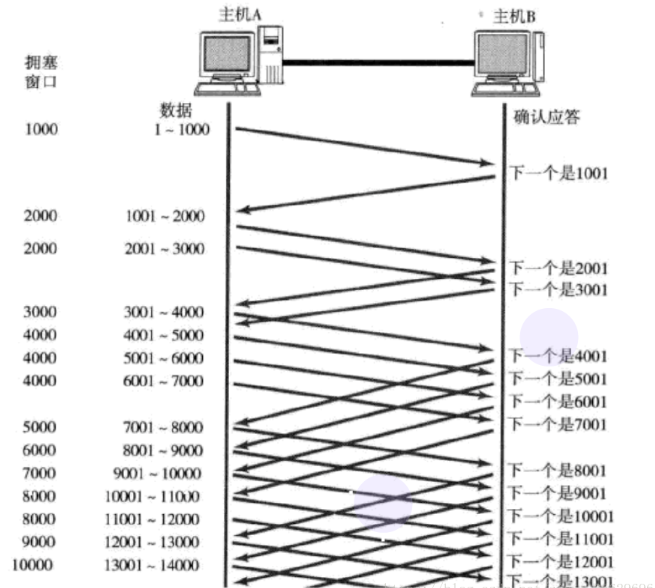 主机A
主机B
拥塞
窗口
数据
确认应答
1000
1~1000
下一个是1001
2000
1001~2000
2000
2001~3000
下一个是2001
下一个是3001
3000
3001~4000
4000
4001~5000
下一个是4001
4000
5001~6000
下一个是5001
4000
6001~7000
下一个是6001
下一个是7001
5000
7001~8000
6000
8001~9000
下一个是8001
7000
9001~10000
下一个是9001
8000
10001~11000
下一个是10001
8000
11001~12000
下一个是11001
9000
12001~13000
下一个是12001
10000
13001~14000
下一个是13001